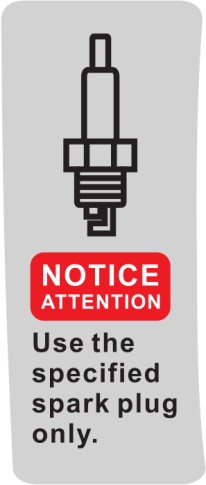 NOTICE
ATTENTION
Use the
specified
spark plug
only.